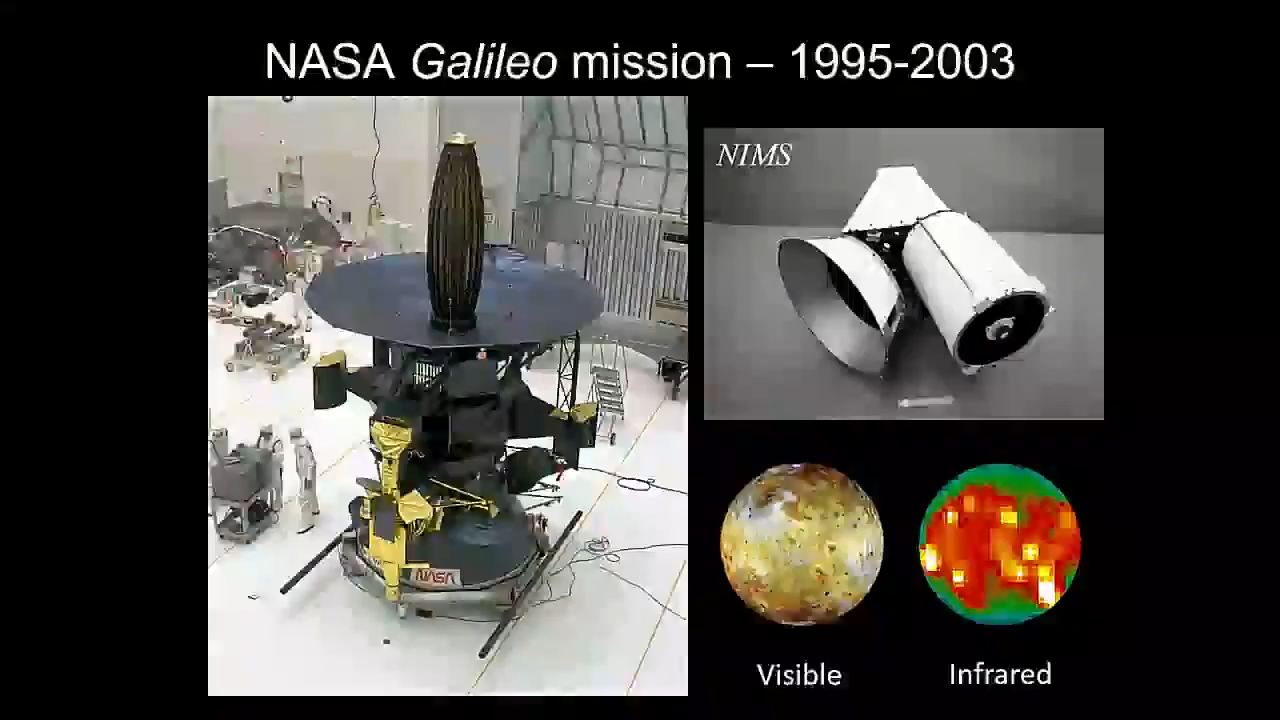 NASA Galileo mission – 1995-2003
NIMS
NASA
Visible
Infrared